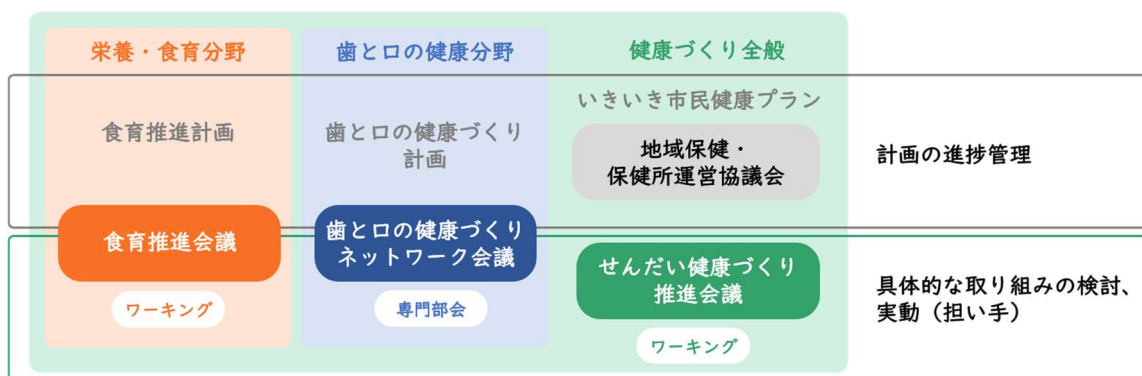 栄養・食育分野
歯と口の健康分野
健康づくり全般
食育推進計画
歯と口の健康づくり
計画
いきいき市民健康プラン
地域保健・
保健所運営協議会
計画の進捗管理
食育推進会議
歯と口の健康づくり
ネットワーク会議
せんだい健康づくり
推進会議
具体的な取り組みの検討、
実動（担い手）
ワーキング
専門部会
ワーキング